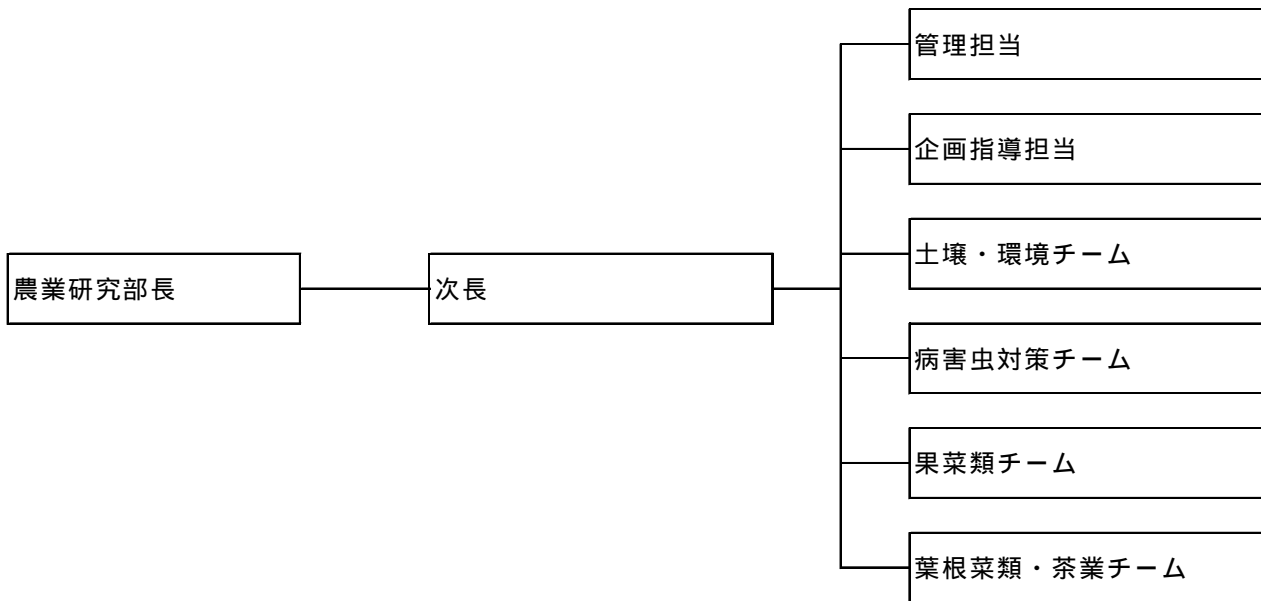 農業研究部長
次長
管理担当
企画指導担当
土壌・環境チーム
病害虫対策チーム
果菜類チーム
葉根菜類・茶業チーム